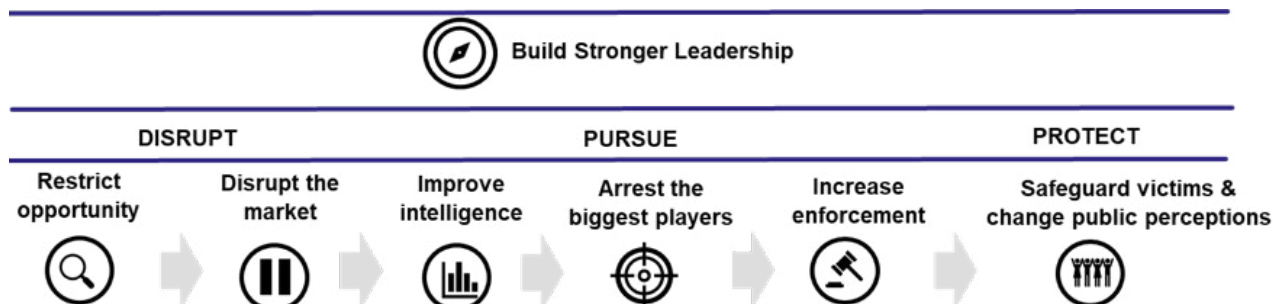 Build Stronger Leadership
DISRUPT
PURSUE
PROTECT
Restrict
opportunity
Disrupt the
market
Improve
intelligence
Arrest the
biggest players
Increase
enforcement
Safeguard victims &
change public perceptions